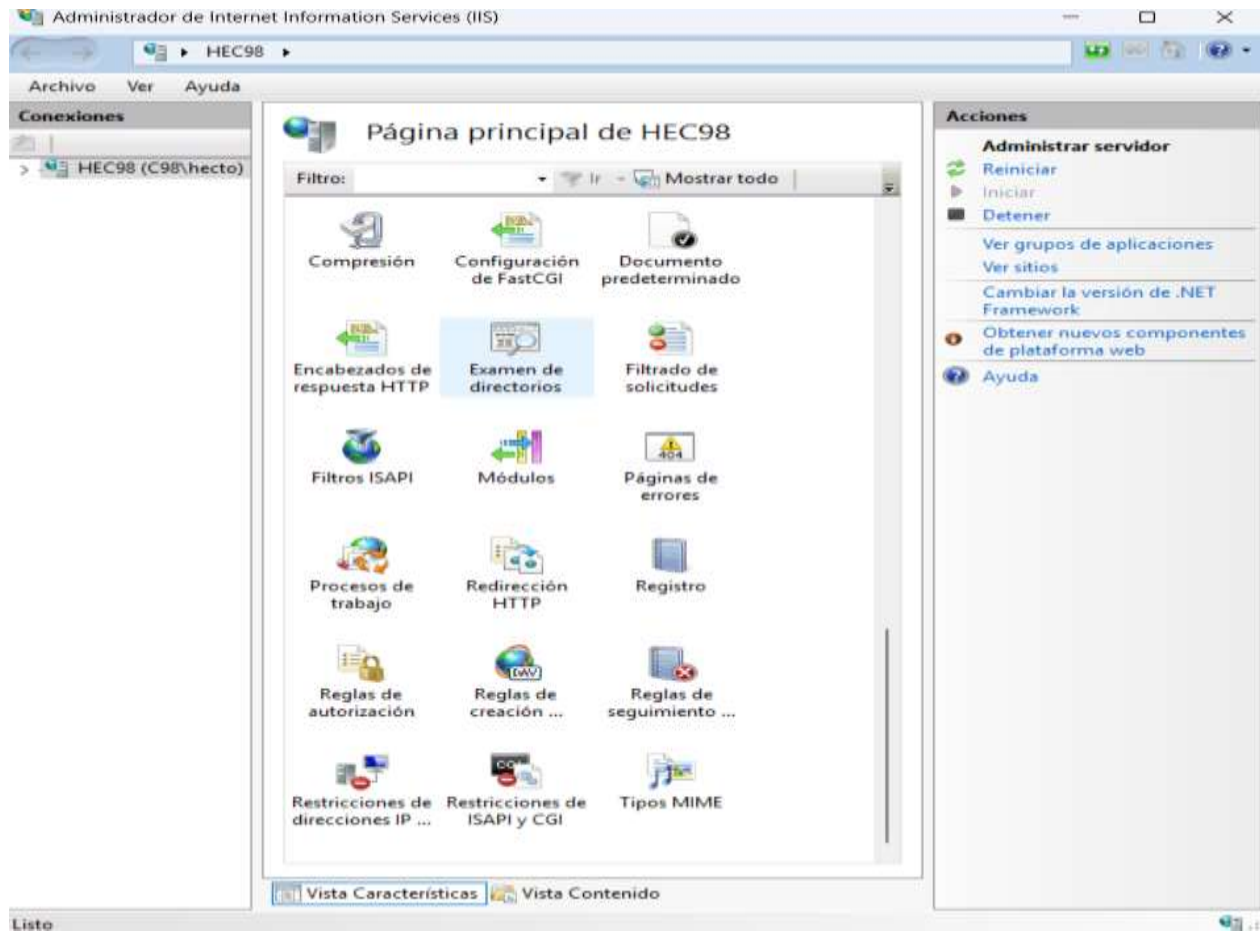 Administrador de Internet Information Services (IIS)
HEC98
Archivo Ver Ayuda
Conexiones
HEC98 (C98\hecto)
Página principal de HEC98
Filtro: Ir Mostrar todo
Compresión
Configuración de FastCGI
Documento predeterminado
Encabezados de respuesta HTTP
Examen de directorios
Filtrado de solicitudes
Filtros ISAPI
Módulos
404
Páginas de errores
Procesos de trabajo
Redirección HTTP
Registro
Reglas de autorización
DAV
Reglas de creación ...
Reglas de seguimiento ...
Restricciones de direcciones IP ...
Restricciones de ISAPI y CGI
Tipos MIME
Vista Características Vista Contenido
Acciones
Administrar servidor
Reiniciar
Iniciar
Detener
Ver grupos de aplicaciones
Ver sitios
Cambiar la versión de .NET
Framework
Obtener nuevos componentes
de plataforma web
Ayuda
Listo